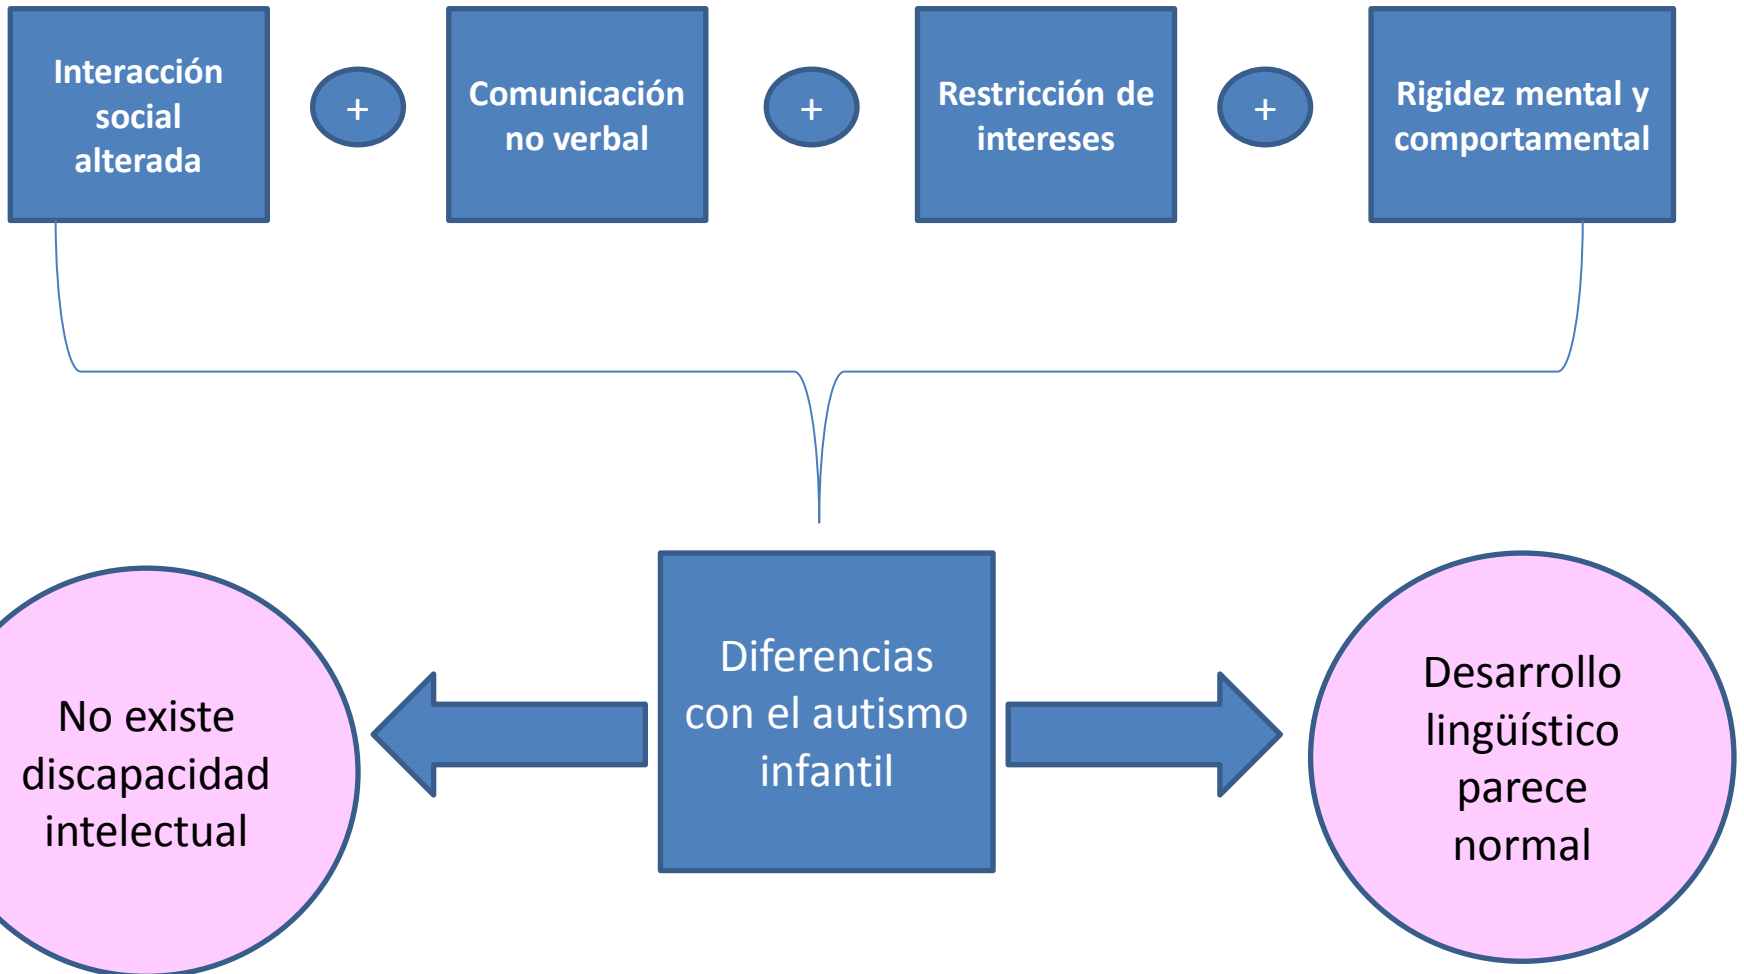 Interacción
social
alterada
+
Comunicación
no verbal
+
Restricción de
intereses
+
Rigidez mental y
comportamental
Diferencias
con el autismo
infantil
No existe
discapacidad
intelectual
Desarrollo
lingüístico
parece
normal